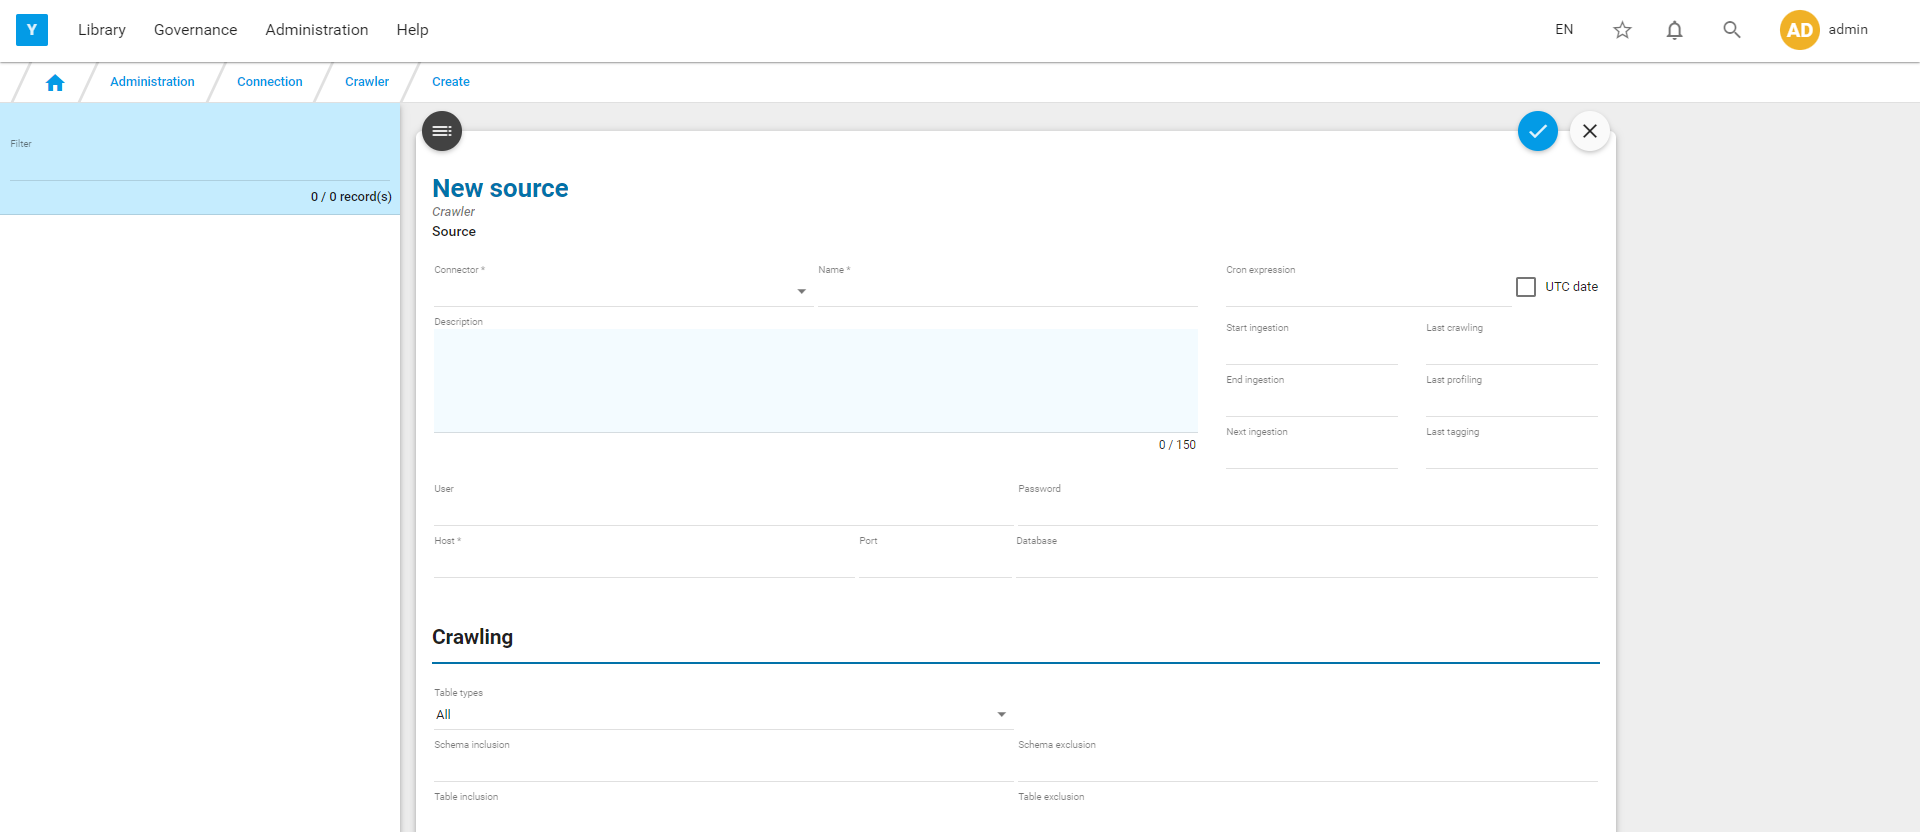 Y Library Governance Administration Help EN AD admin
Administration Connection Crawler Create
Filter
0 / 0 record(s)
New source
Crawler
Source
Connector * Name * Cron expression UTC date
Description
Start ingestion Last crawling
End ingestion Last profiling
Next ingestion Last tagging
0 / 150
User Password
Host * Port Database
Crawling
Table types
All
Schema inclusion Schema exclusion
Table inclusion Table exclusion